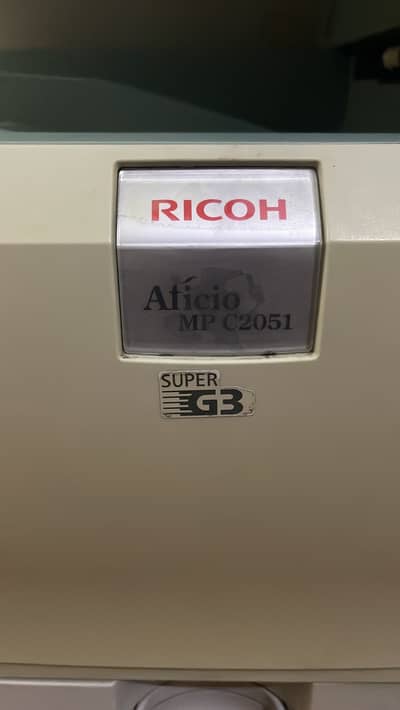 RICOH
Aficio
MP C2051
SUPER
G3